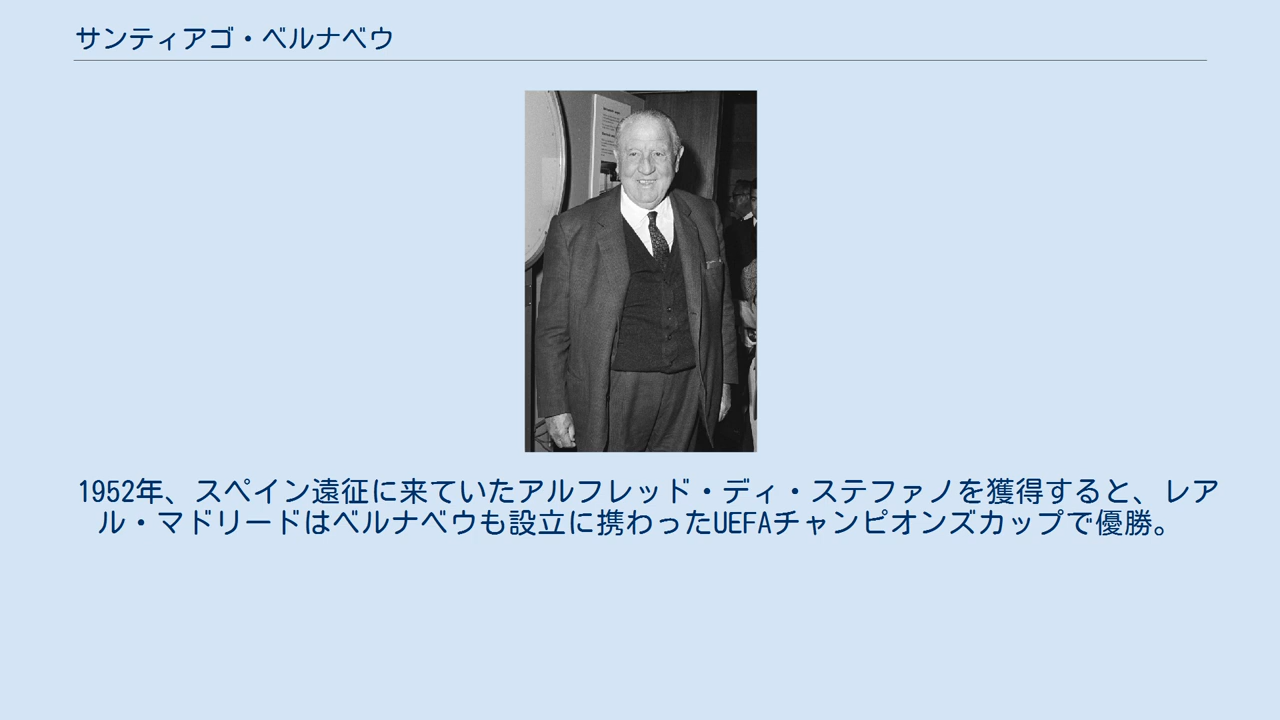 サンティアゴ・ベルナベウ
1952年、スペイン遠征に来ていたアルフレッド・ディ・ステファノを獲得すると、レア
ル・マドリードはベルナベウも設立に携わったUEFAチャンピオンズカップで優勝。